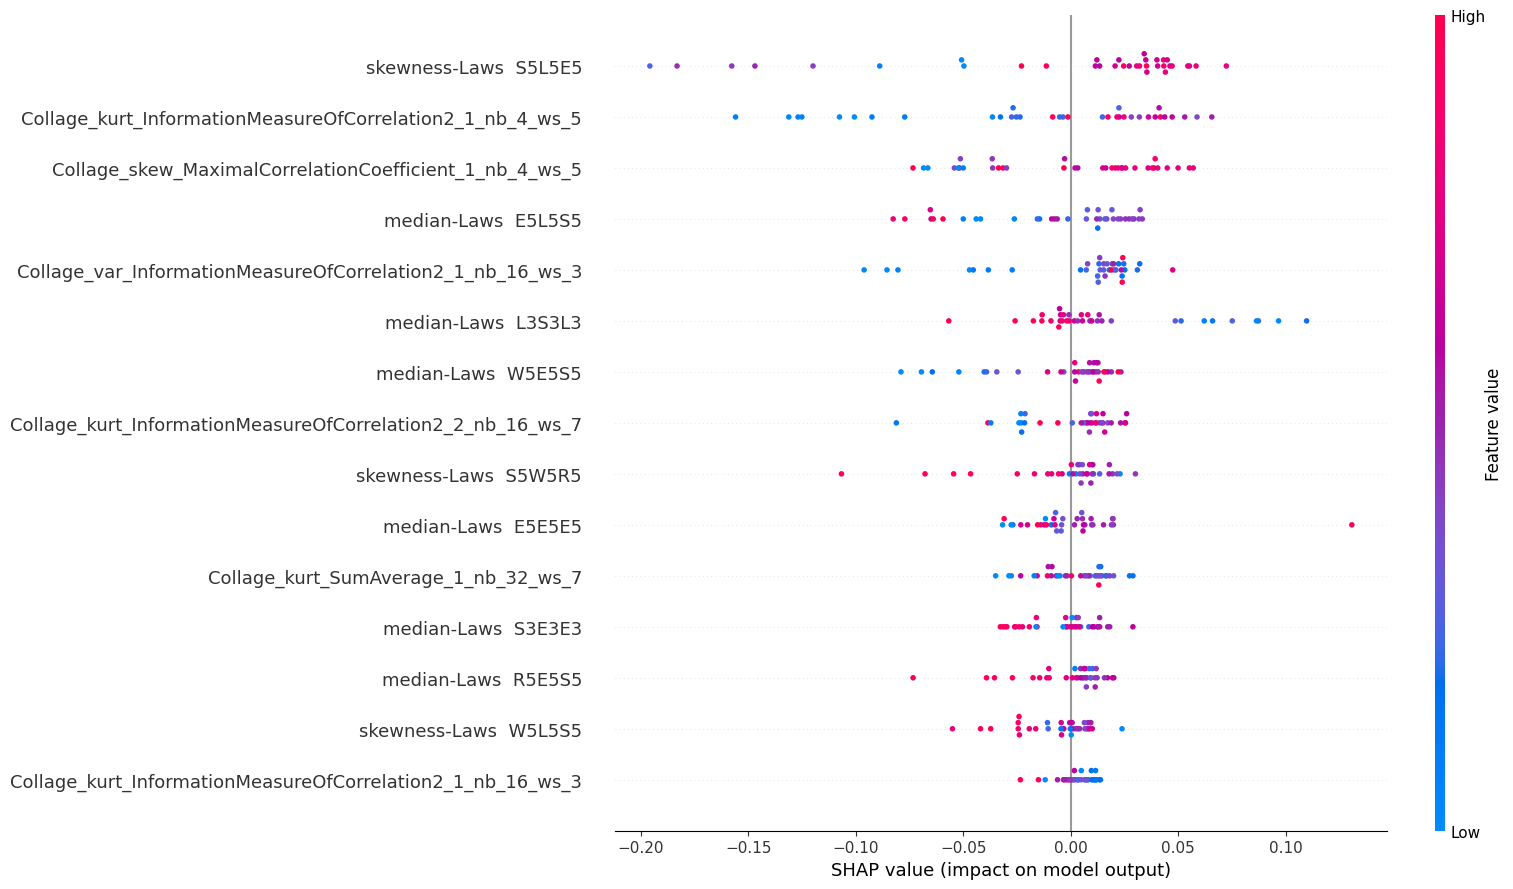 High
skewness-Laws  S5L5E5
Collage_kurt_InformationMeasureOfCorrelation2_1_nb_4_ws_5
Collage_skew_MaximalCorrelationCoefficient_1_nb_4_ws_5
median-Laws  E5L5S5
Collage_var_InformationMeasureOfCorrelation2_1_nb_16_ws_3
median-Laws  L3S3L3
median-Laws  W5E5S5
Collage_kurt_InformationMeasureOfCorrelation2_2_nb_16_ws_7
skewness-Laws  S5W5R5
median-Laws  E5E5E5
Collage_kurt_SumAverage_1_nb_32_ws_7
median-Laws  S3E3E3
median-Laws  R5E5S5
skewness-Laws  W5L5S5
Collage_kurt_InformationMeasureOfCorrelation2_1_nb_16_ws_3
Feature value
Low
−0.20 −0.15 −0.10 −0.05 0.00 0.05 0.10
SHAP value (impact on model output)